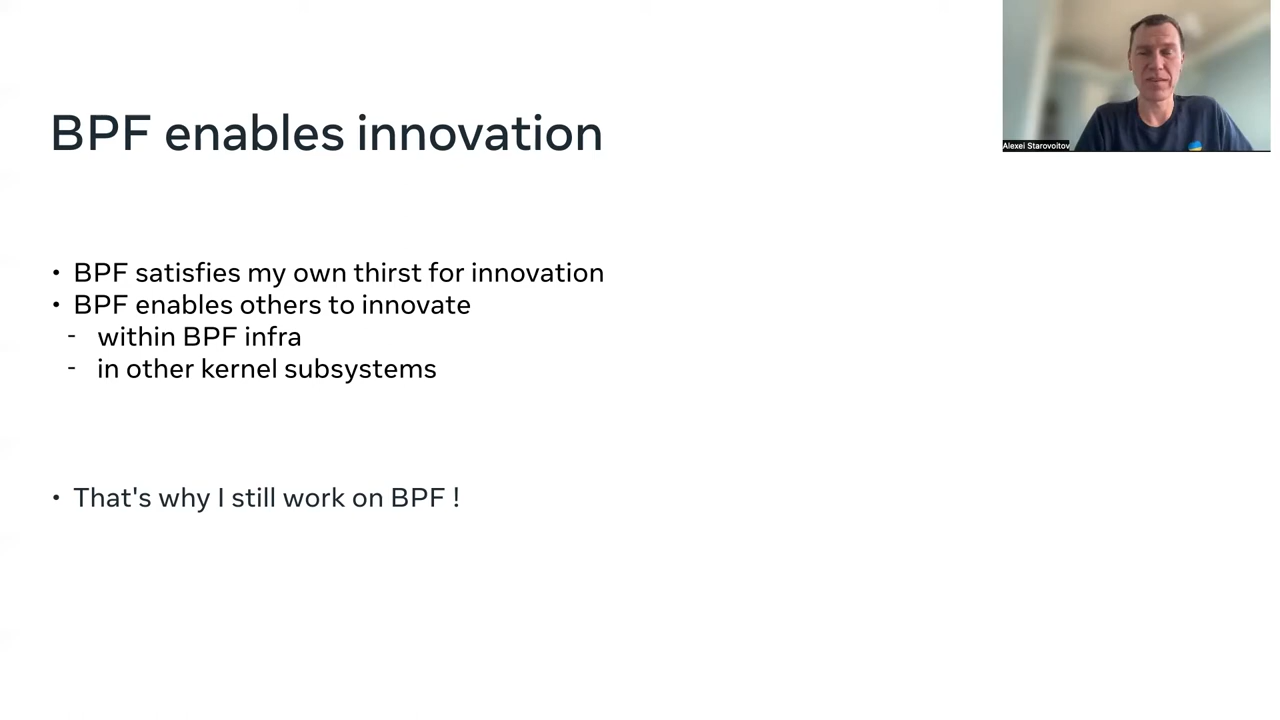 BPF enables innovation
Alexei Starovoitov
• BPF satisfies my own thirst for innovation
• BPF enables others to innovate
- within BPF infra
- in other kernel subsystems
• That's why I still work on BPF !